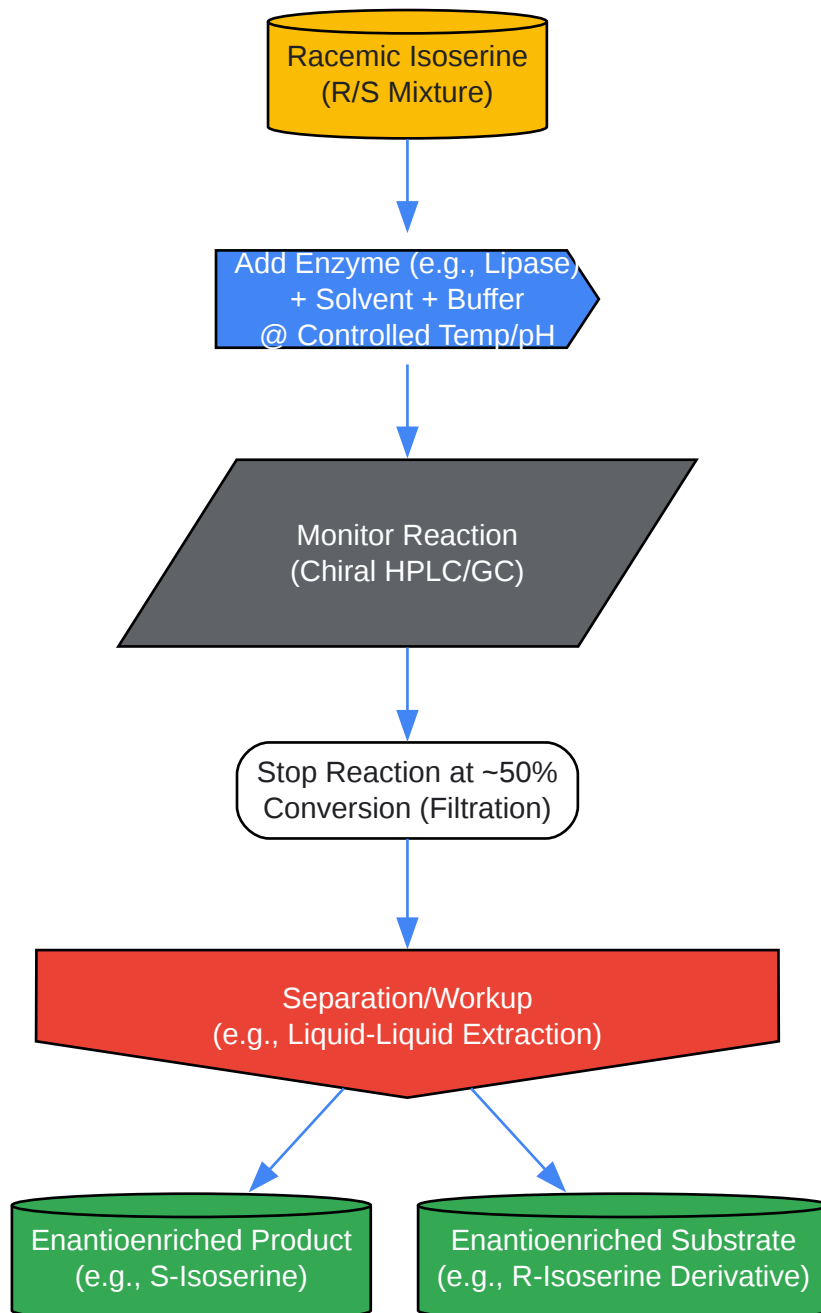 Racemic Isoserine
(R/S Mixture)
Add Enzyme (e.g., Lipase)
+ Solvent + Buffer
@ Controlled Temp/pH
Monitor Reaction
(Chiral HPLC/GC)
Stop Reaction at ~50%
Conversion (Filtration)
Separation/Workup
(e.g., Liquid-Liquid Extraction)
Enantioenriched Product
(e.g., S-Isoserine)
Enantioenriched Substrate
(e.g., R-Isoserine Derivative)